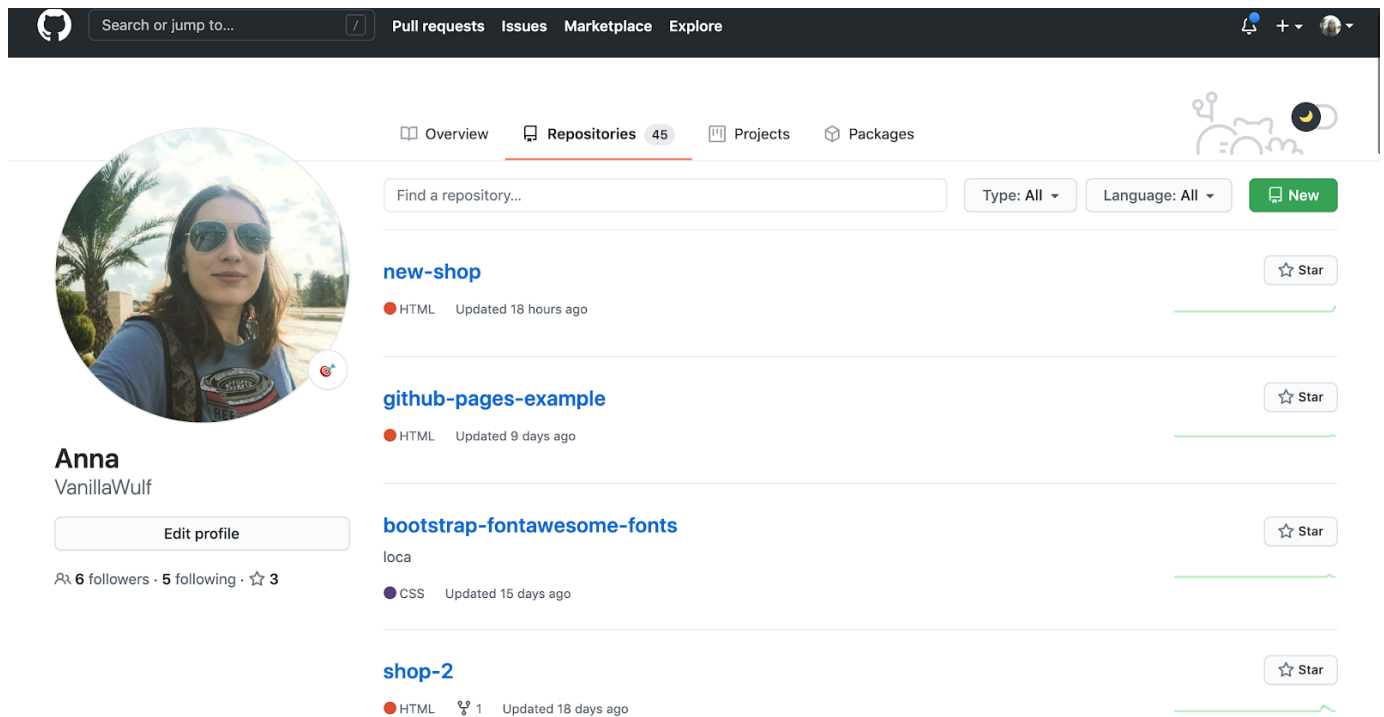 Search or jump to... /
Pull requests Issues Marketplace Explore
Overview Repositories 45 Projects Packages
Find a repository... Type: All Language: All New
new-shop Star
HTML Updated 18 hours ago
github-pages-example Star
HTML Updated 9 days ago
Anna
VanillaWulf
Edit profile
6 followers · 5 following · 3
bootstrap-fontawesome-fonts Star
loca
CSS Updated 15 days ago
shop-2 Star
HTML 1 Updated 18 days ago